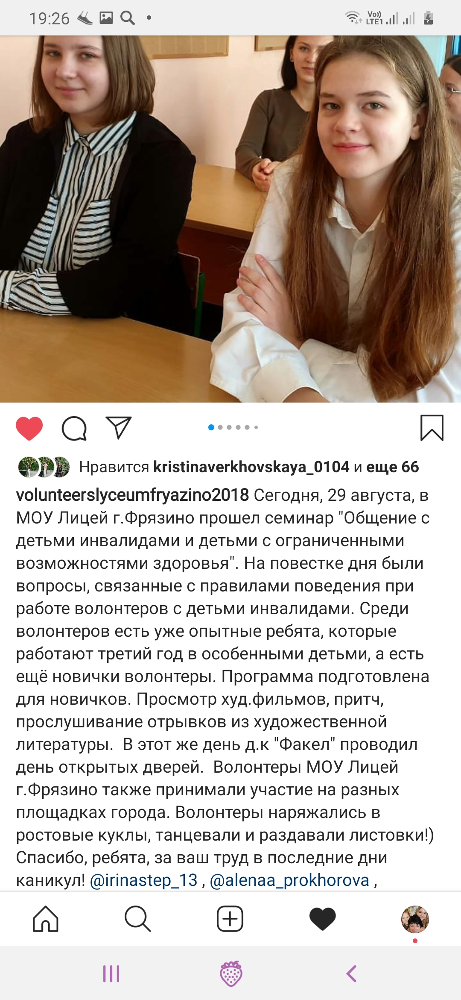 19:26
Vo))
LTE1
Нравится kristinaverkhovskaya_0104 и еще 66
volunteerslyceumfryazino2018 Сегодня, 29 августа, в
МОУ Лицей г.Фрязино прошел семинар "Общение с
детьми инвалидами и детьми с ограниченными
возможностями здоровья". На повестке дня были
вопросы, связанные с правилами поведения при
работе волонтеров с детьми инвалидами. Среди
волонтеров есть уже опытные ребята, которые
работают третий год в особенными детьми, а есть
ещё новички волонтеры. Программа подготовлена
для новичков. Просмотр худ.фильмов, притч,
прослушивание отрывков из художественной
литературы.  В этот же день д.к "Факел" проводил
день открытых дверей.  Волонтеры МОУ Лицей
г.Фрязино также принимали участие на разных
площадках города. Волонтеры наряжались в
ростовые куклы, танцевали и раздавали листовки!)
Спасибо, ребята, за ваш труд в последние дни
каникул! @irinastep_13 , @alenaa_prokhorova ,